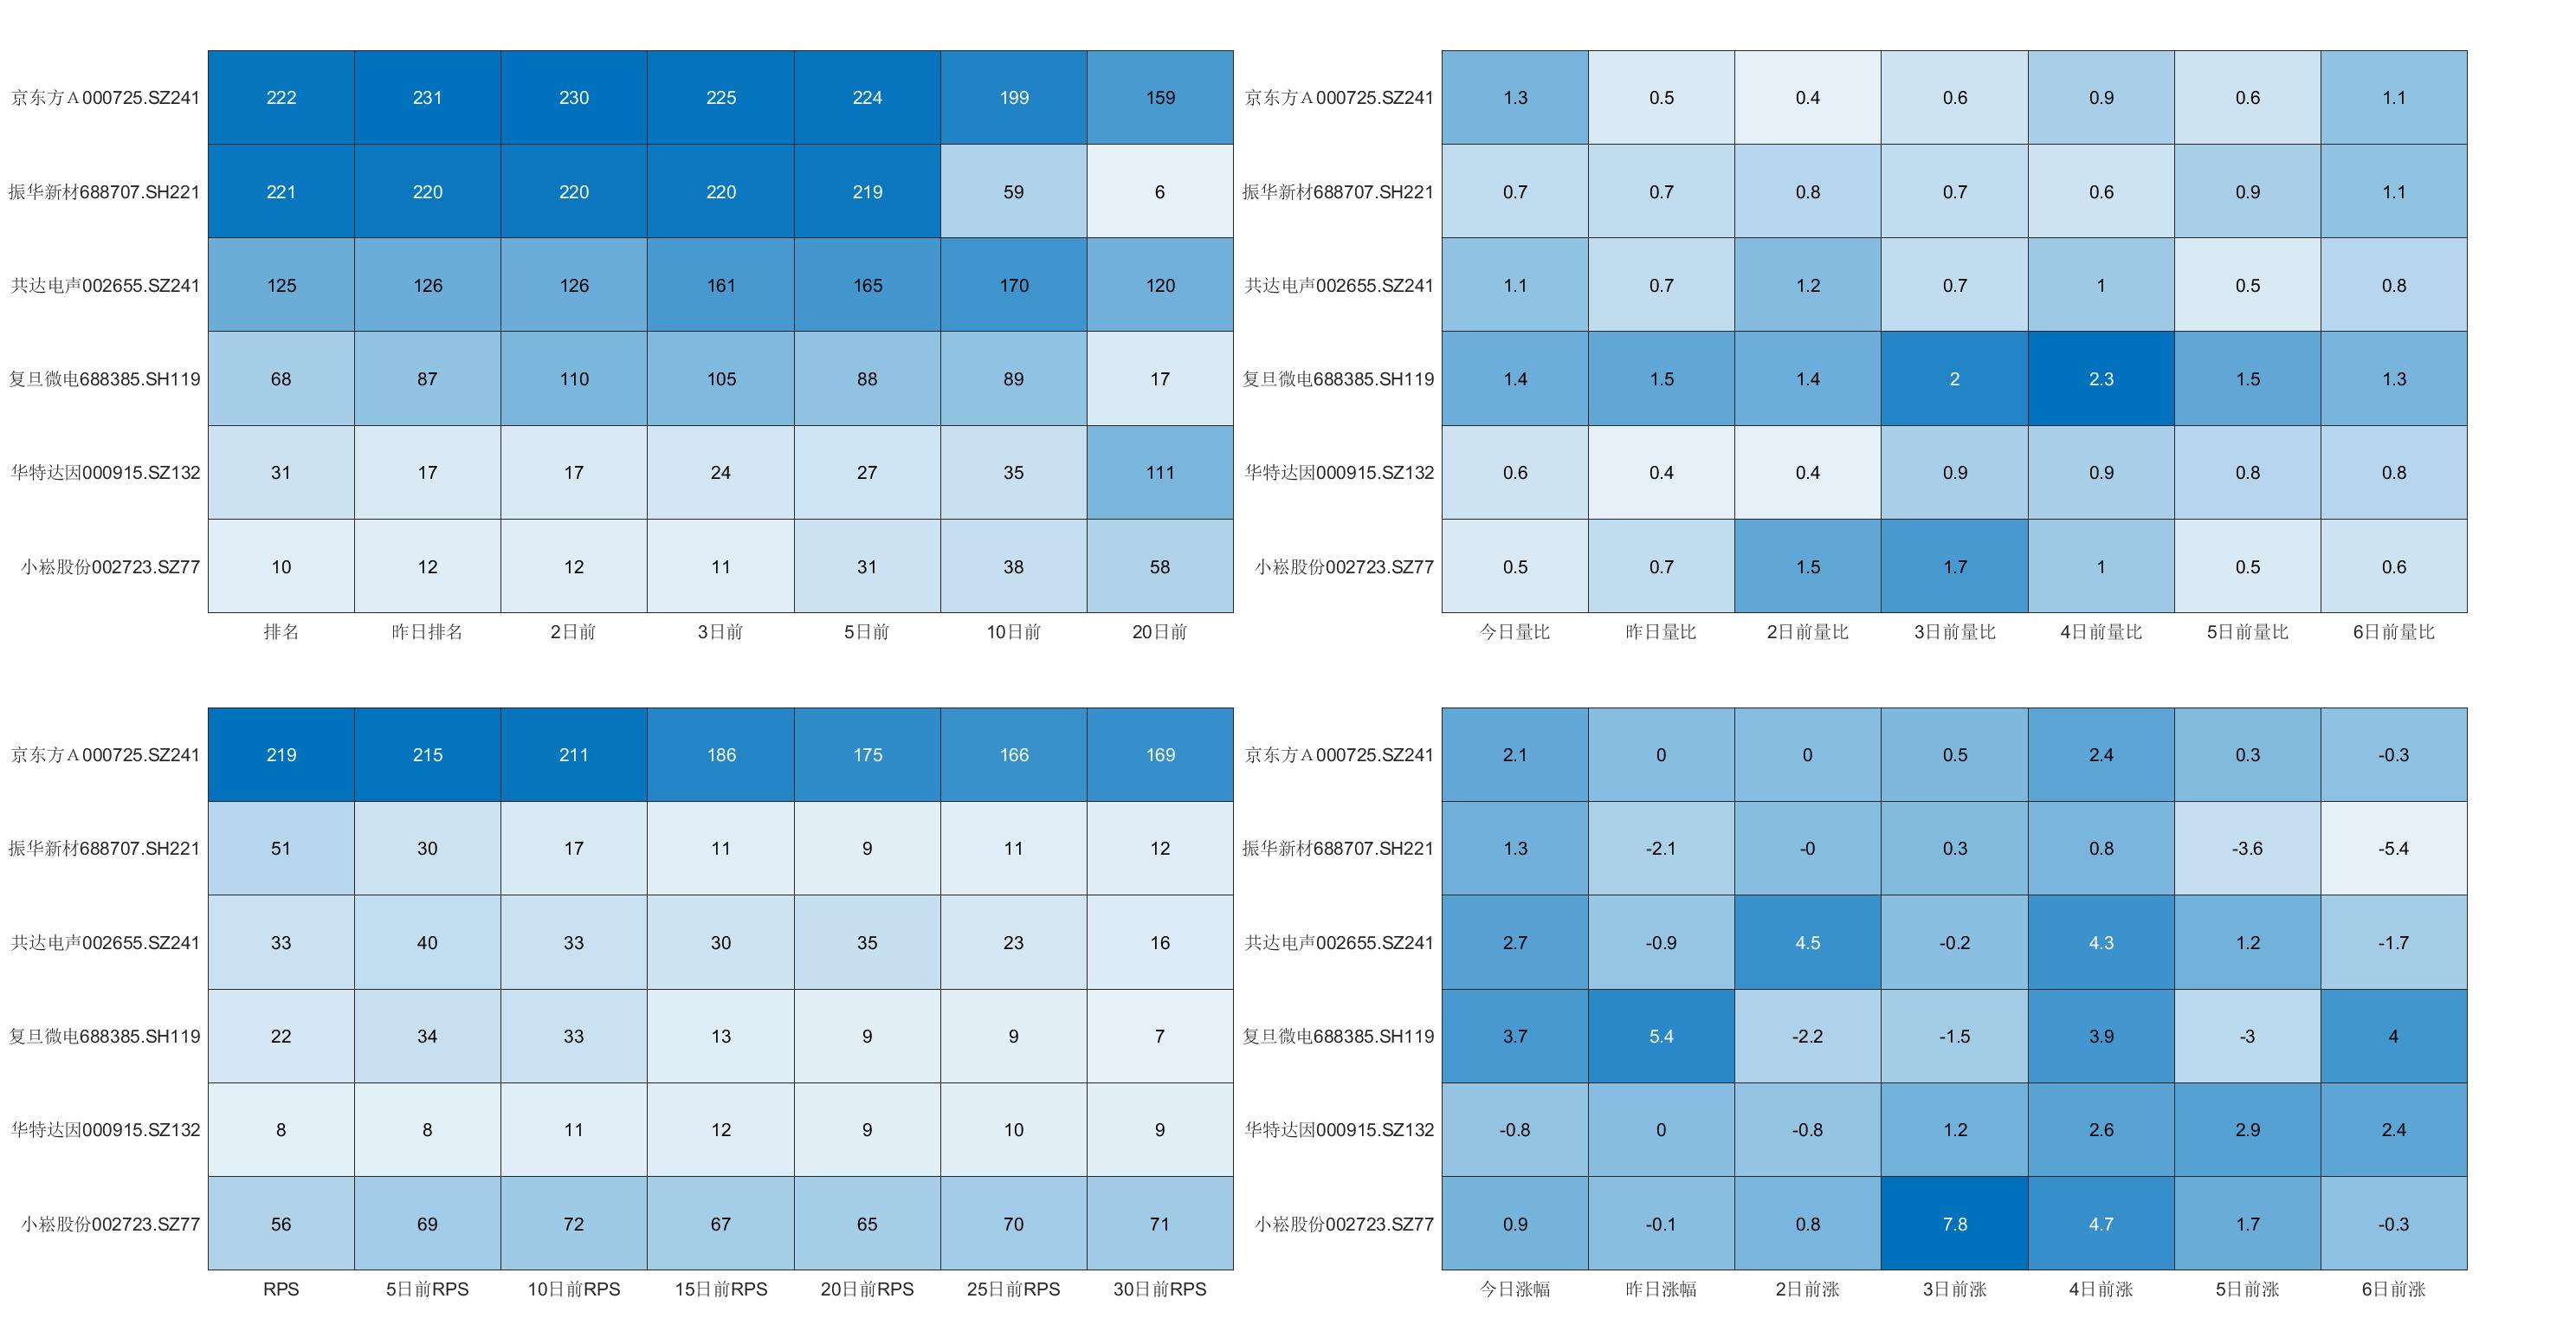 京东方Ａ000725.SZ241 222 231 230 225 224 199 159
振华新材688707.SH221 221 220 220 220 219 59 6
共达电声002655.SZ241 125 126 126 161 165 170 120
复旦微电688385.SH119 68 87 110 105 88 89 17
华特达因000915.SZ132 31 17 17 24 27 35 111
小崧股份002723.SZ77 10 12 12 11 31 38 58
排名 昨日排名 2日前 3日前 5日前 10日前 20日前
京东方Ａ000725.SZ241 1.3 0.5 0.4 0.6 0.9 0.6 1.1
振华新材688707.SH221 0.7 0.7 0.8 0.7 0.6 0.9 1.1
共达电声002655.SZ241 1.1 0.7 1.2 0.7 1 0.5 0.8
复旦微电688385.SH119 1.4 1.5 1.4 2 2.3 1.5 1.3
华特达因000915.SZ132 0.6 0.4 0.4 0.9 0.9 0.8 0.8
小崧股份002723.SZ77 0.5 0.7 1.5 1.7 1 0.5 0.6
今日量比 昨日量比 2日前量比 3日前量比 4日前量比 5日前量比 6日前量比
京东方Ａ000725.SZ241 219 215 211 186 175 166 169
振华新材688707.SH221 51 30 17 11 9 11 12
共达电声002655.SZ241 33 40 33 30 35 23 16
复旦微电688385.SH119 22 34 33 13 9 9 7
华特达因000915.SZ132 8 8 11 12 9 10 9
小崧股份002723.SZ77 56 69 72 67 65 70 71
RPS 5日前RPS 10日前RPS 15日前RPS 20日前RPS 25日前RPS 30日前RPS
京东方Ａ000725.SZ241 2.1 0 0 0.5 2.4 0.3 -0.3
振华新材688707.SH221 1.3 -2.1 -0 0.3 0.8 -3.6 -5.4
共达电声002655.SZ241 2.7 -0.9 4.5 -0.2 4.3 1.2 -1.7
复旦微电688385.SH119 3.7 5.4 -2.2 -1.5 3.9 -3 4
华特达因000915.SZ132 -0.8 0 -0.8 1.2 2.6 2.9 2.4
小崧股份002723.SZ77 0.9 -0.1 0.8 7.8 4.7 1.7 -0.3
今日涨幅 昨日涨幅 2日前涨 3日前涨 4日前涨 5日前涨 6日前涨